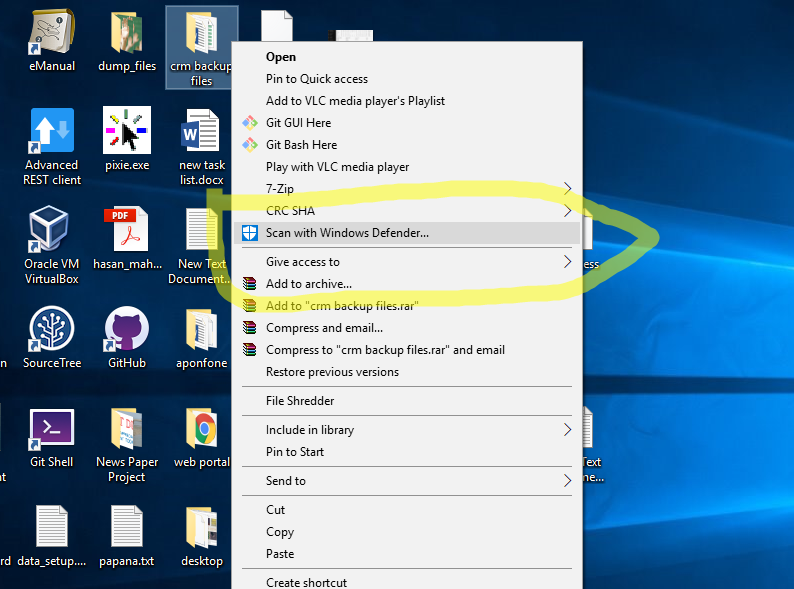 eManual
dump_files
crm backup
files
Advanced
REST client
pixie.exe
new task
list.docx
Oracle VM
VirtualBox
PDF
hasan_mah...
New Text
Document...
SourceTree
GitHub
aponfone
Git Shell
News Paper
Project
web portal
data_setup....
papana.txt
desktop
Open
Pin to Quick access
Add to VLC media player's Playlist
Git GUI Here
Git Bash Here
Play with VLC media player
7-Zip
CRC SHA
Scan with Windows Defender...
Give access to
Add to archive...
Add to "crm backup files.rar"
Compress and email...
Compress to "crm backup files.rar" and email
Restore previous versions
File Shredder
Include in library
Pin to Start
Send to
Cut
Copy
Paste
Create shortcut
ess
Text
ne...